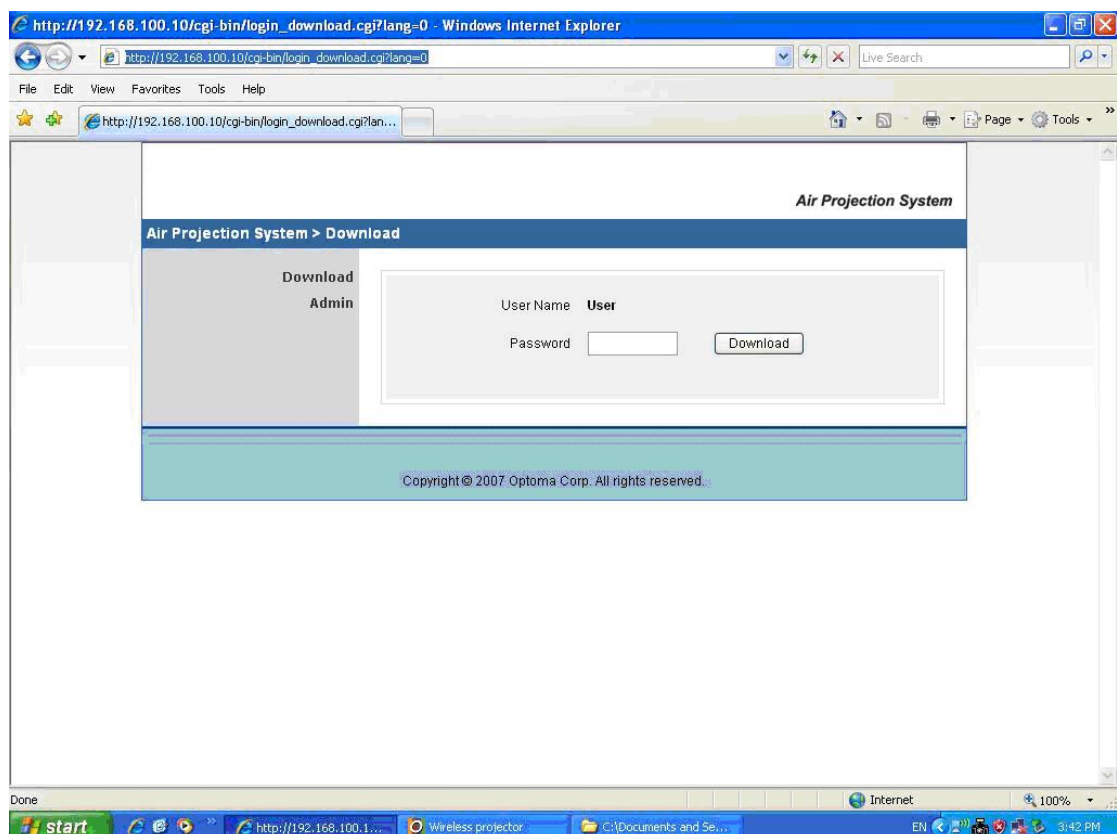 http://192.168.100.10/cgi-bin/login_download.cgi?lang=0 - Windows Internet Explorer
http://192.168.100.10/cgi-bin/login_download.cgi?lang=0
Live Search
File Edit View Favorites Tools Help
http://192.168.100.10/cgi-bin/login_download.cgi?lan...
Page Tools
Air Projection System
Air Projection System > Download
Download
Admin
User Name User
Password Download
Copyright © 2007 Optoma Corp. All rights reserved.
Done Internet 100%
start http://192.168.100.1... Wireless projector C:\Documents and Se... EN 3:42 PM